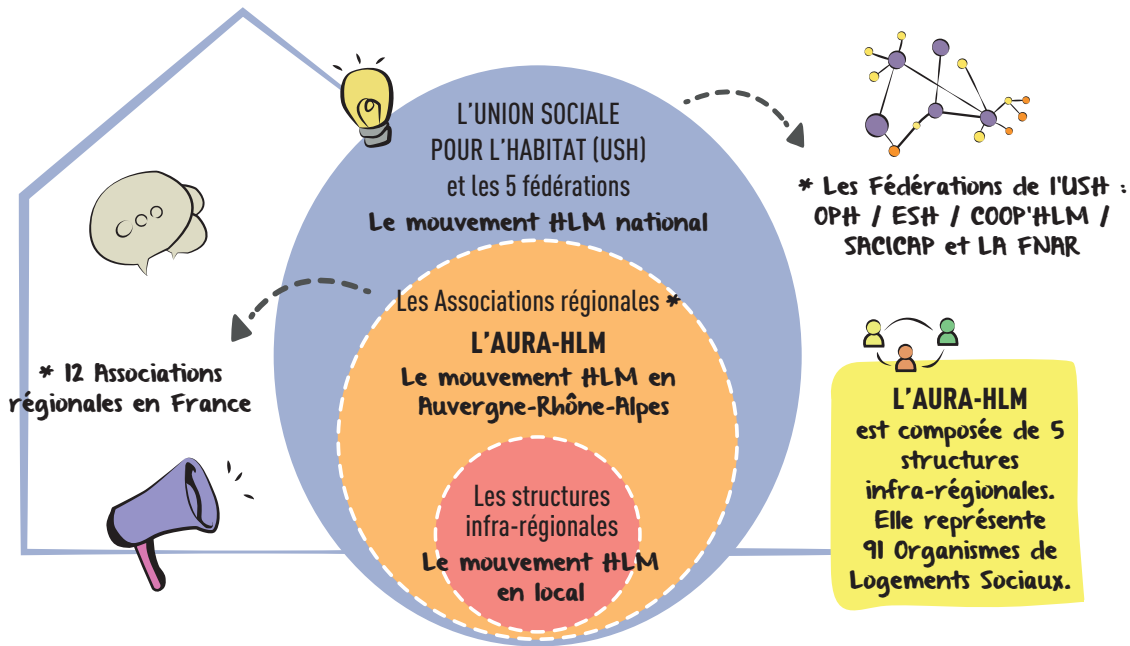 L'UNION SOCIALE
POUR L'HABITAT (USH)
et les 5 fédérations
Le mouvement HLM national
* Les Fédérations de l'USH :
OPH / ESH / COOP'HLM /
SACICAP et LA FNAR
Les Associations régionales *
L'AURA-HLM
Le mouvement HLM en
Auvergne-Rhône-Alpes
* 12 Associations
régionales en France
Les structures
infra-régionales
Le mouvement HLM
en local
L'AURA-HLM
est composée de 5
structures
infra-régionales.
Elle représente
91 Organismes de
Logements Sociaux.